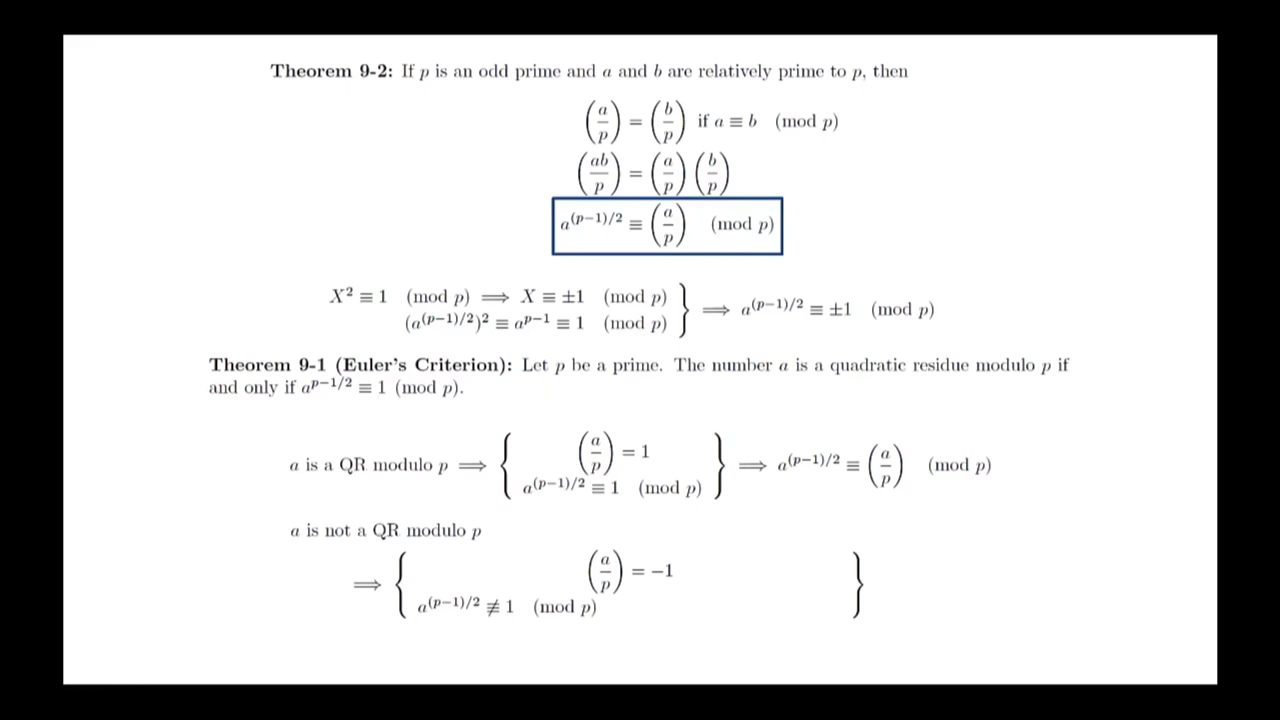 Theorem 9-2: If p is an odd prime and a and b are relatively prime to p, then
(a/p) = (b/p) if a ≡ b (mod p)
(ab/p) = (a/p)(b/p)
a^{(p−1)/2} ≡ (a/p) (mod p)
X² ≡ 1 (mod p) ⟹ X ≡ ±1 (mod p)
(a^{(p−1)/2})² ≡ a^{p−1} ≡ 1 (mod p) } ⟹ a^{(p−1)/2} ≡ ±1 (mod p)
Theorem 9-1 (Euler's Criterion): Let p be a prime. The number a is a quadratic residue modulo p if
and only if a^{p−1/2} ≡ 1 (mod p).
a is a QR modulo p ⟹ { (a/p) = 1
a^{(p−1)/2} ≡ 1 (mod p) } ⟹ a^{(p−1)/2} ≡ (a/p) (mod p)
a is not a QR modulo p
⟹ { (a/p) = −1
a^{(p−1)/2} ≢ 1 (mod p) }